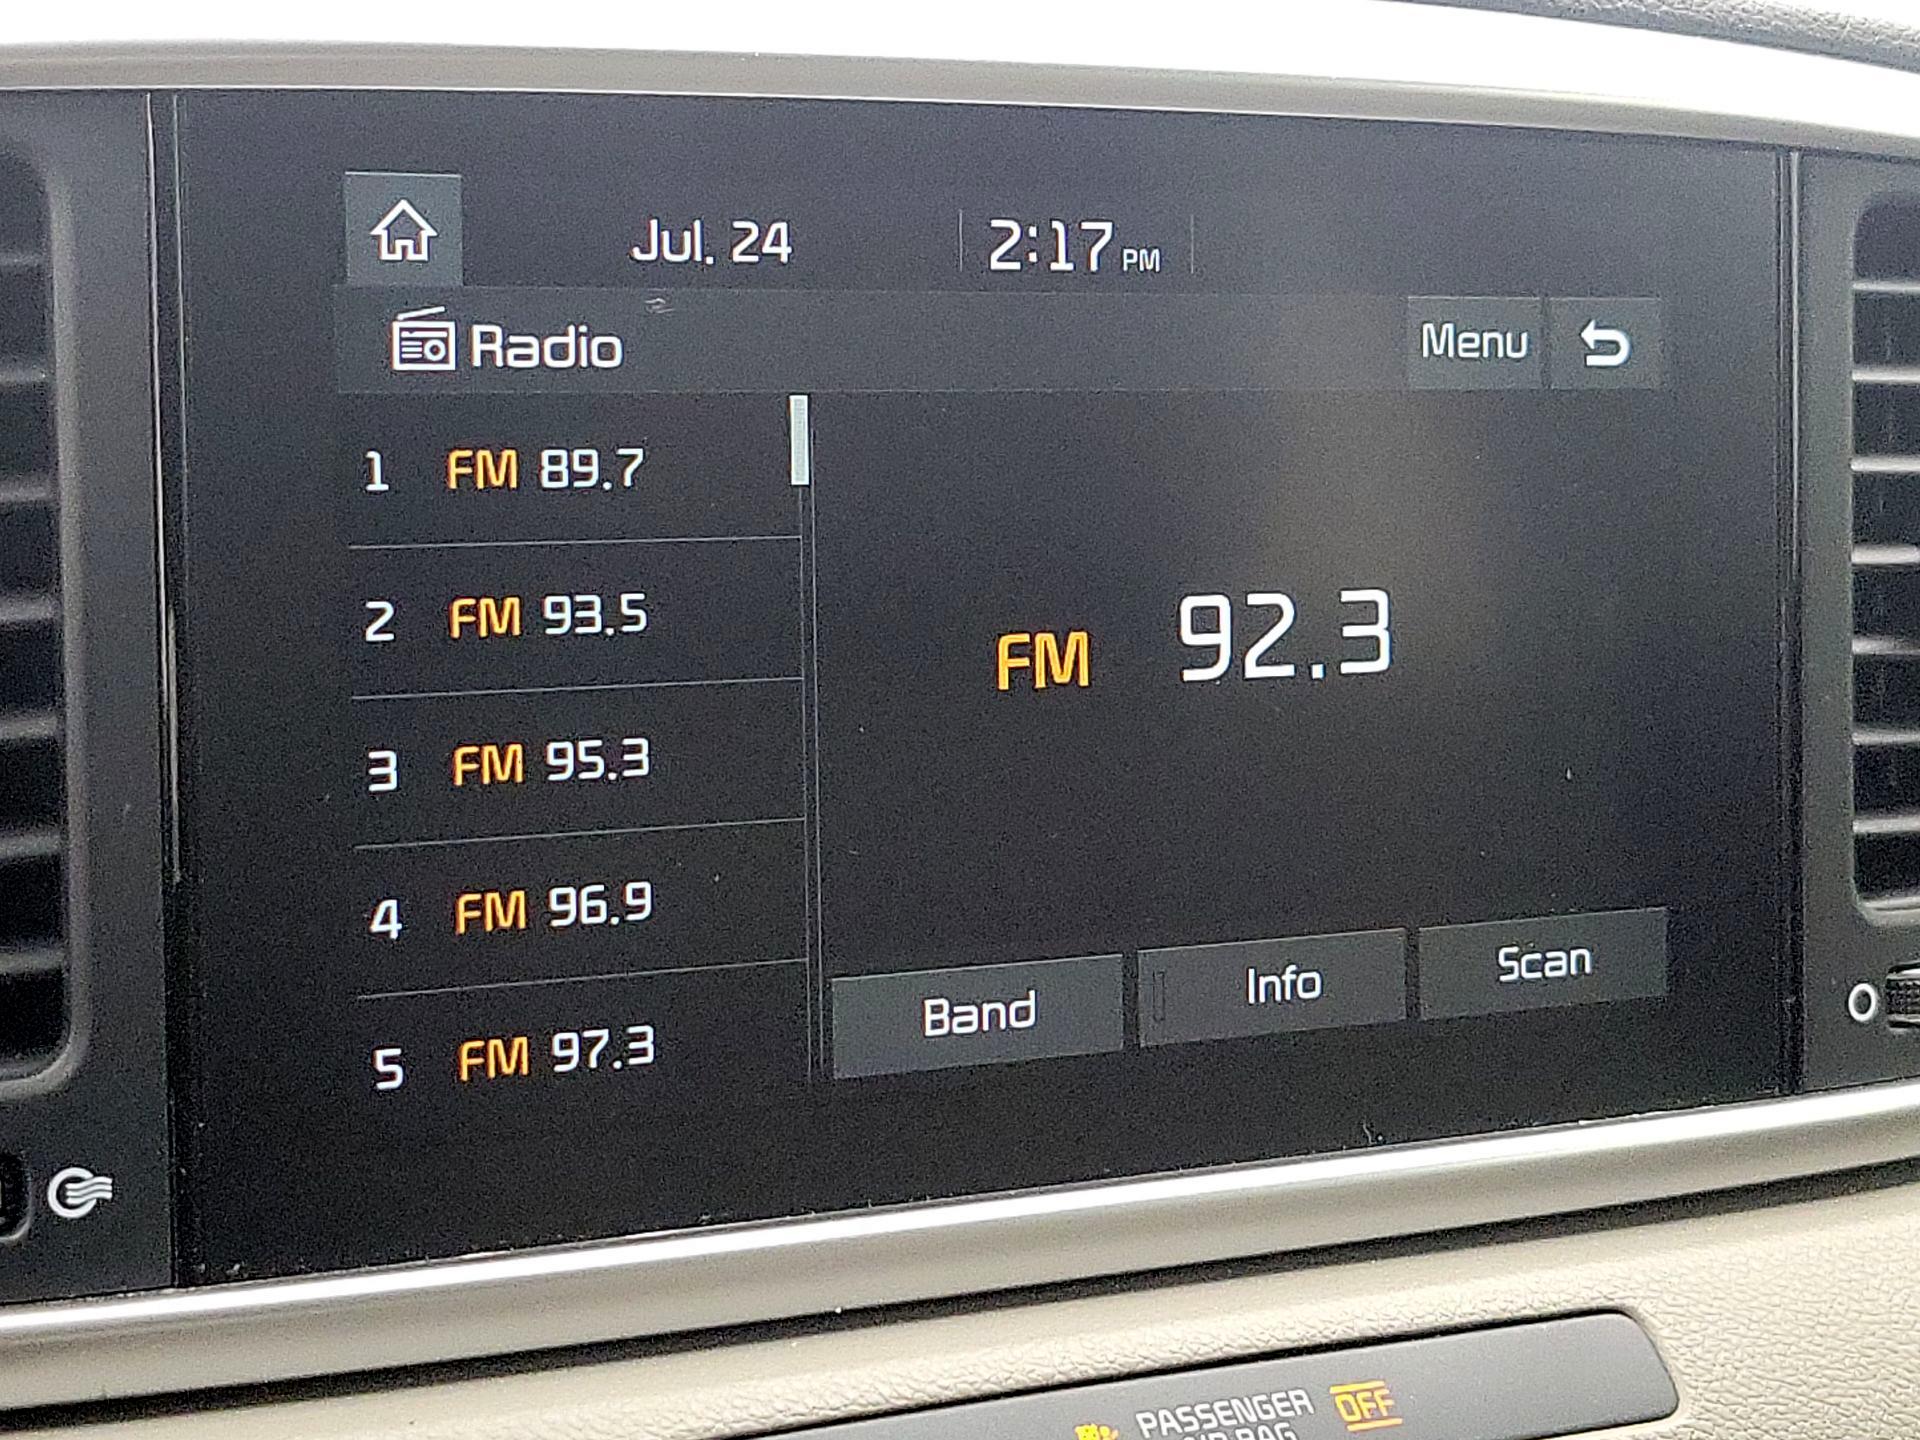 Jul. 24 2:17 PM
Radio Menu
1 FM 89.7
2 FM 93.5
3 FM 95.3
4 FM 96.9
5 FM 97.3
FM 92.3
Band Info Scan
PASSENGER OFF
BAG